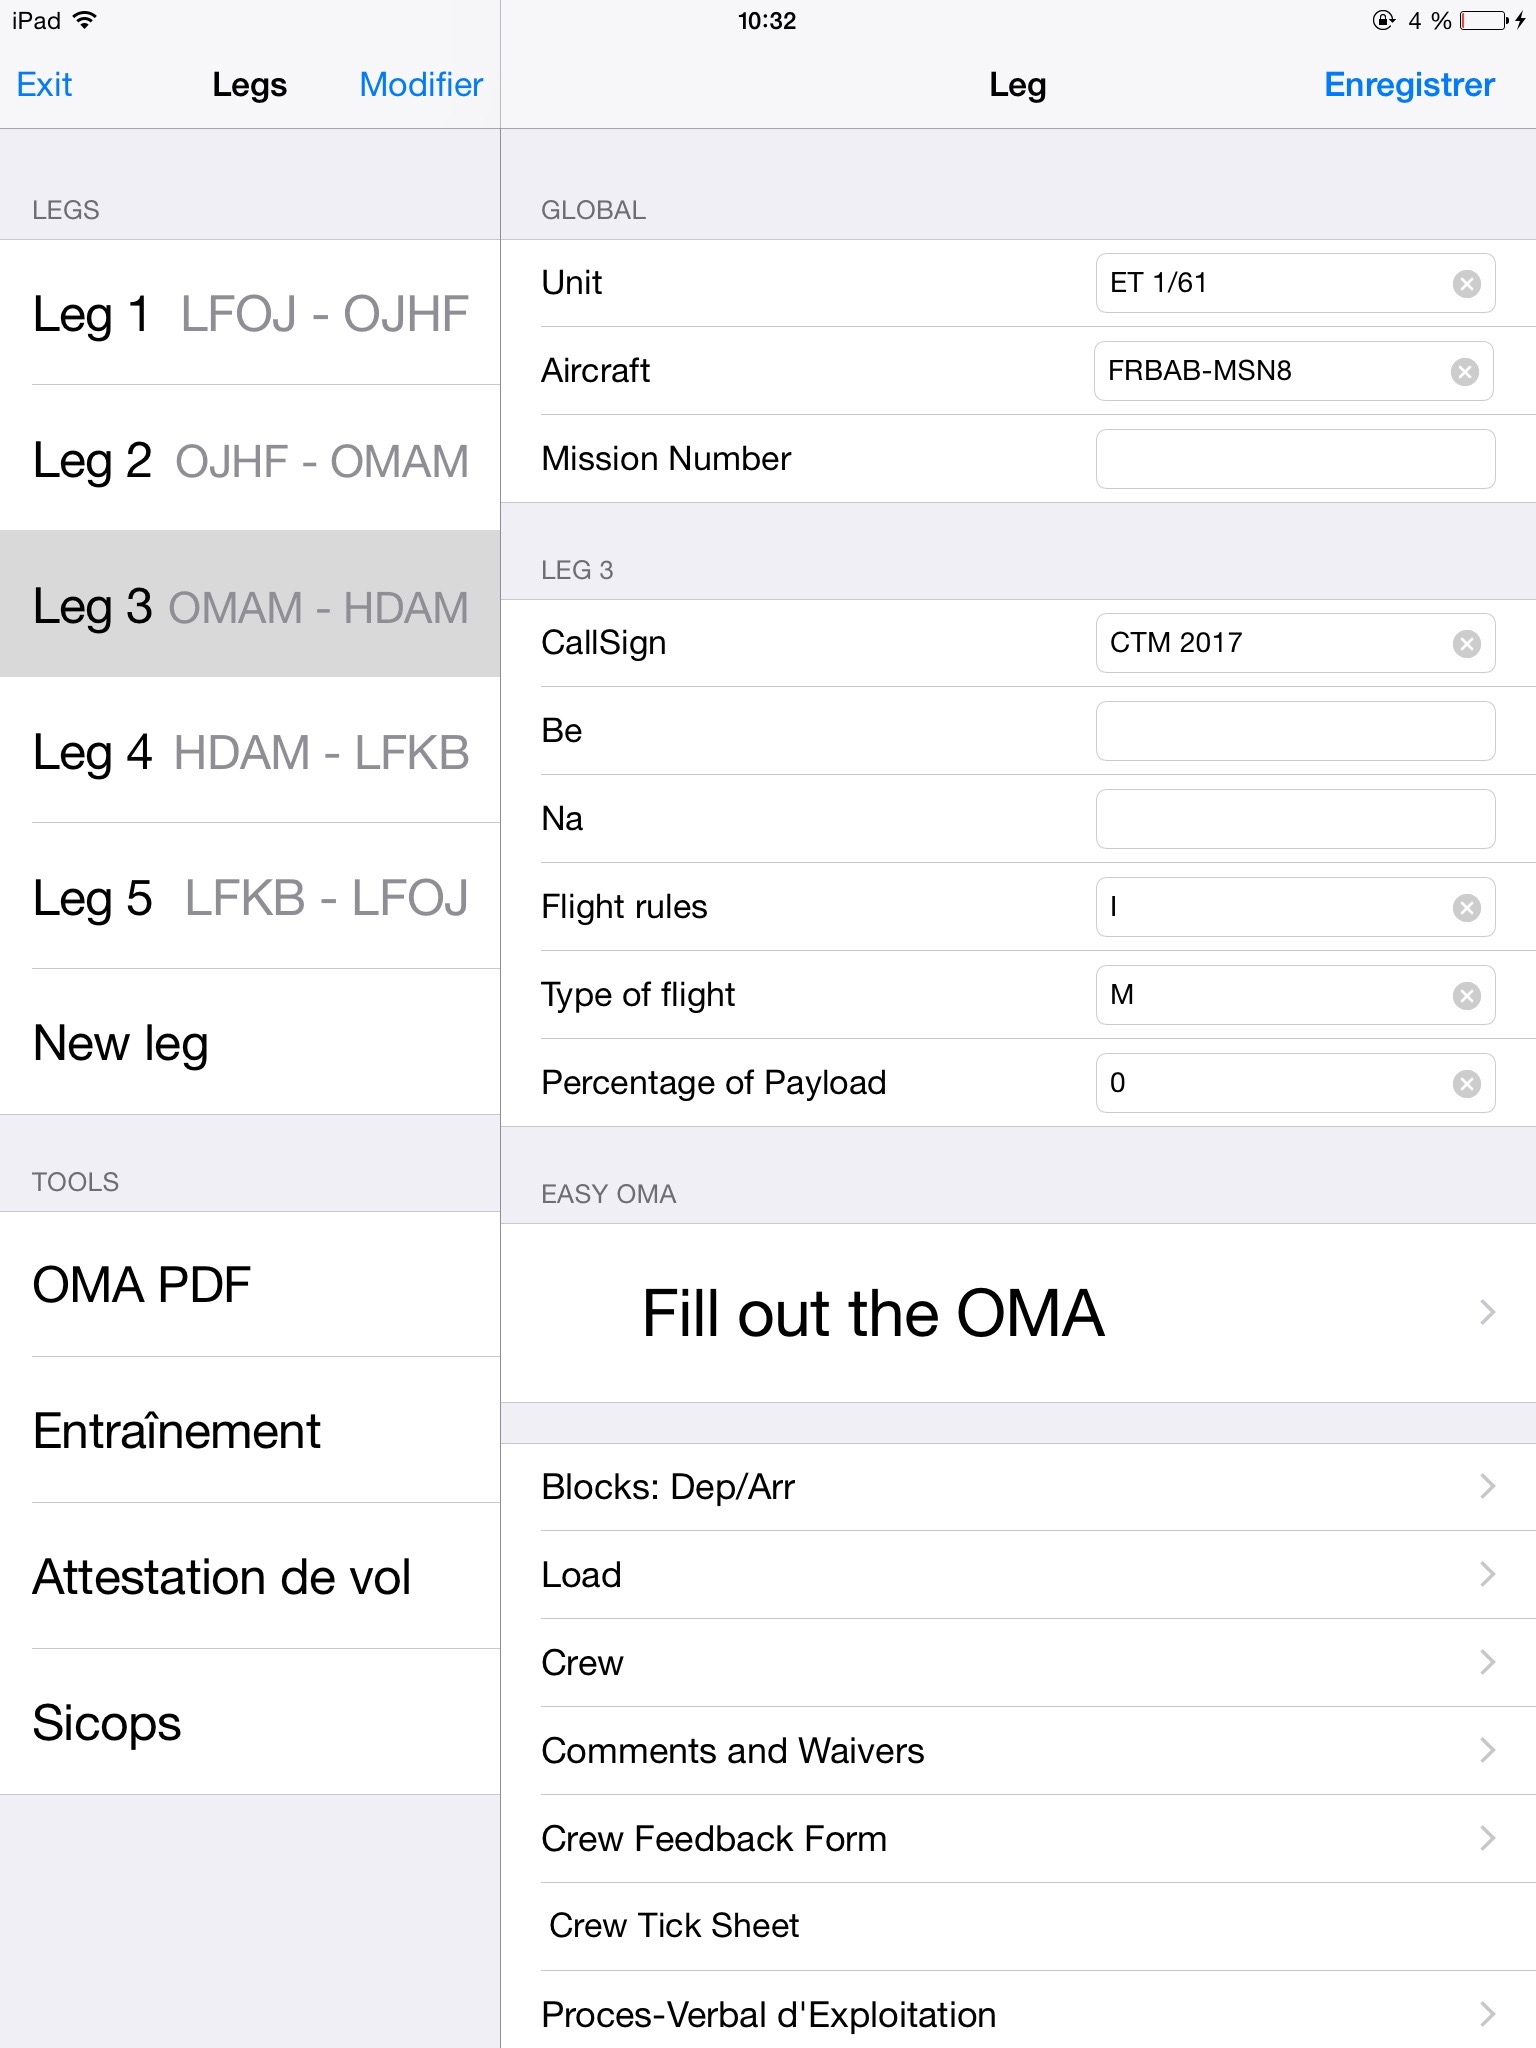 iPad 10:32 4 %
Exit Legs Modifier
Leg Enregistrer
LEGS
Leg 1 LFOJ - OJHF
Leg 2 OJHF - OMAM
Leg 3 OMAM - HDAM
Leg 4 HDAM - LFKB
Leg 5 LFKB - LFOJ
New leg
TOOLS
OMA PDF
Entraînement
Attestation de vol
Sicops
GLOBAL
Unit ET 1/61
Aircraft FRBAB-MSN8
Mission Number
LEG 3
CallSign CTM 2017
Be
Na
Flight rules I
Type of flight M
Percentage of Payload 0
EASY OMA
Fill out the OMA
Blocks: Dep/Arr
Load
Crew
Comments and Waivers
Crew Feedback Form
Crew Tick Sheet
Proces-Verbal d'Exploitation